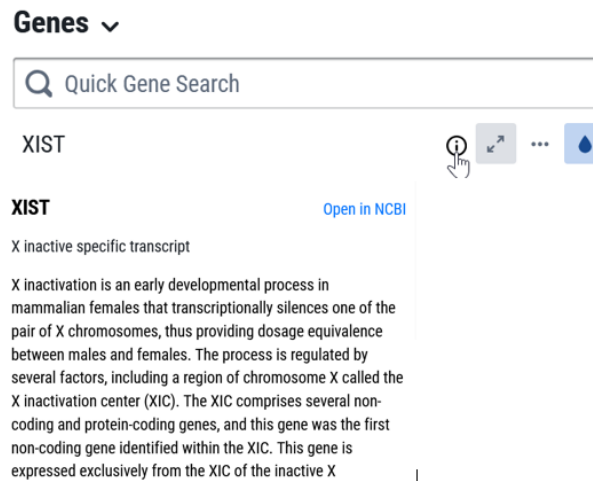 Genes
Quick Gene Search
XIST
XIST Open in NCBI
X inactive specific transcript
X inactivation is an early developmental process in
mammalian females that transcriptionally silences one of the
pair of X chromosomes, thus providing dosage equivalence
between males and females. The process is regulated by
several factors, including a region of chromosome X called the
X inactivation center (XIC). The XIC comprises several non-
coding and protein-coding genes, and this gene was the first
non-coding gene identified within the XIC. This gene is
expressed exclusively from the XIC of the inactive X